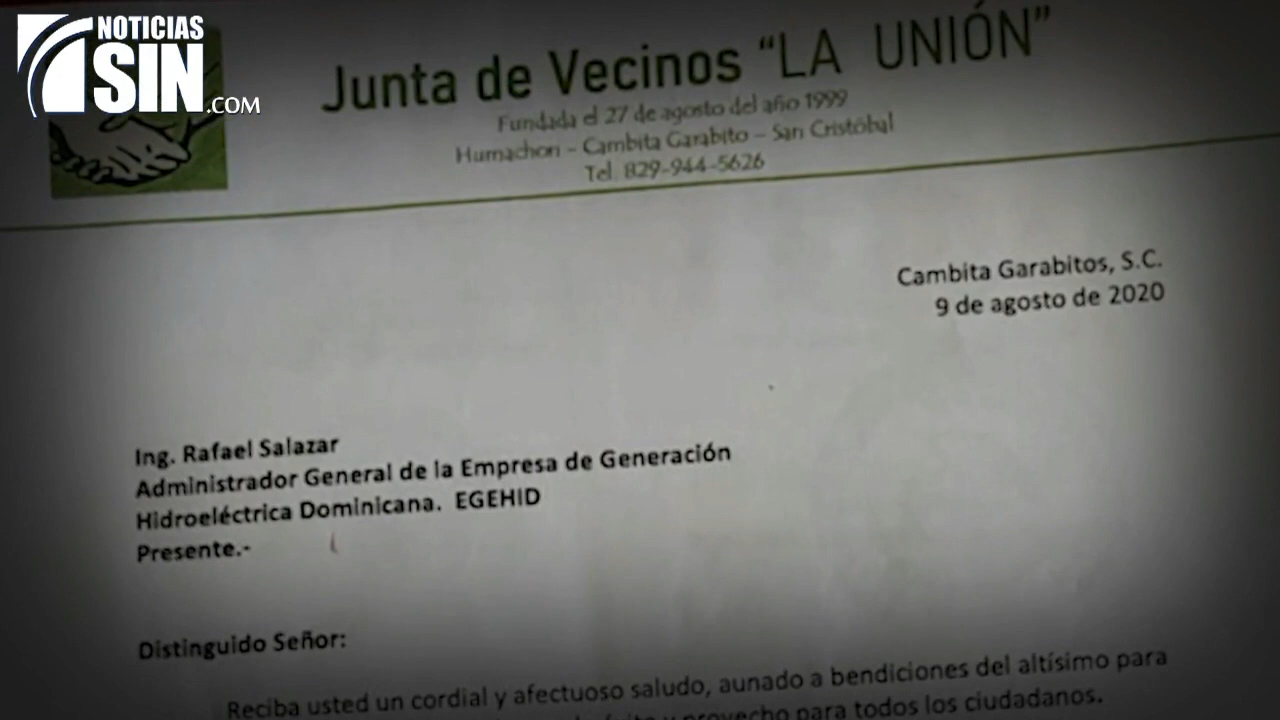 NOTICIAS
SIN
.COM
Junta de Vecinos “LA UNIÓN”
Fundada el 27 de agosto del año 1999
Humachon – Cambita Garabito – San Cristóbal
Tel. 829-944-5626
Cambita Garabitos, S.C.
9 de agosto de 2020
Ing. Rafael Salazar
Administrador General de la Empresa de Generación
Hidroeléctrica Dominicana. EGEHID
Presente.-
Distinguido Señor:
Reciba usted un cordial y afectuoso saludo, aunado a bendiciones del altísimo para
y provecho para todos los ciudadanos.